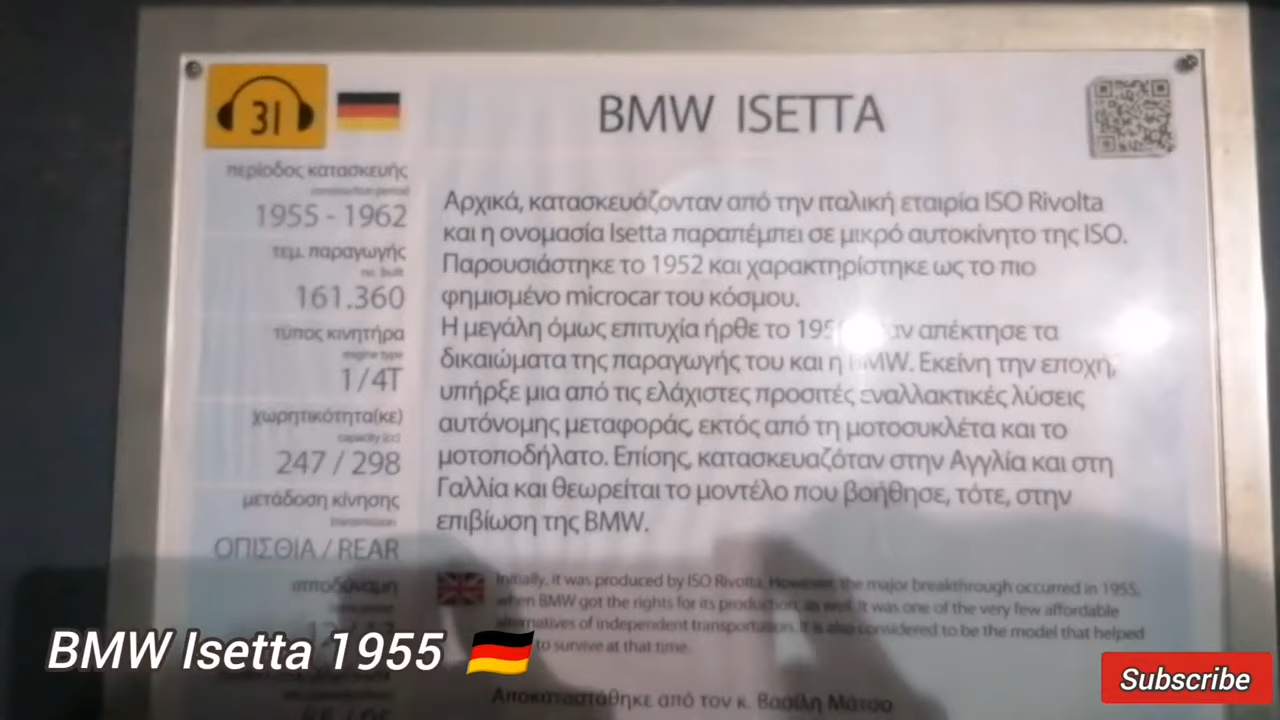 31
BMW ISETTA
περίοδος κατασκευής
construction period
1955 - 1962
τεμ. παραγωγής
no. built
161.360
τύπος κινητήρα
engine type
1/4T
χωρητικότητα(κε)
capacity (cc)
247 / 298
μετάδοση κίνησης
transmission
ΟΠΙΣΘΙΑ / REAR
ιπποδύναμη
Αρχικά, κατασκευάζονταν από την ιταλική εταιρία ISO Rivolta
και η ονομασία Isetta παραπέμπει σε μικρό αυτοκίνητο της ISO.
Παρουσιάστηκε το 1952 και χαρακτηρίστηκε ως το πιο
φημισμένο microcar του κόσμου.
Η μεγάλη όμως επιτυχία ήρθε το απέκτησε τα
δικαιώματα της παραγωγής του και η BMW. Εκείνη την εποχή,
υπήρξε μια από τις ελάχιστες προσιτές εναλλακτικές λύσεις
αυτόνομης μεταφοράς, εκτός από τη μοτοσυκλέτα και το
μοτοποδήλατο. Επίσης, κατασκευαζόταν στην Αγγλία και στη
Γαλλία και θεωρείται το μοντέλο που βοήθησε, τότε, στην
επιβίωση της BMW.
Initially, it was produced by ISO Rivolta. However, the major breakthrough occurred in 1955,
when BMW got the rights for its production, as well. It was one of the very few affordable
alternatives of independent transportation. It is also considered to be the model that helped
to survive at that time.
Αποκαταστάθηκε από τον κ. Βασίλη Μάτσο
BMW Isetta 1955
Subscribe